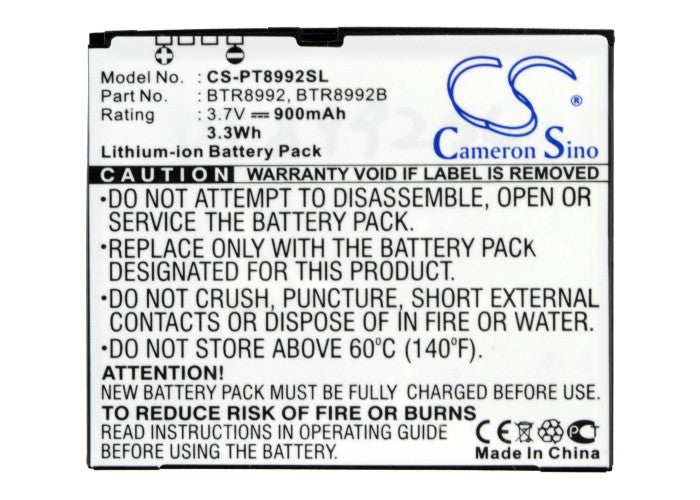 Model No. : CS-PT8992SL
Part No. : BTR8992, BTR8992B
Rating : 3.7V ⎓ 900mAh
3.3Wh
Lithium-ion Battery Pack
CS
®
Cameron Sino
CAUTION WARRANTY VOID IF LABEL IS REMOVED
•DO NOT ATTEMPT TO DISASSEMBLE, OPEN OR
SERVICE THE BATTERY PACK.
•REPLACE ONLY WITH THE BATTERY PACK
DESIGNATED FOR THIS PRODUCT.
•DO NOT CRUSH, PUNCTURE, SHORT EXTERNAL
CONTACTS OR DISPOSE OF IN FIRE OR WATER.
•DO NOT STORE ABOVE 60°C (140°F).
ATTENTION!
NEW BATTERY PACK MUST BE FULLY CHARGED BEFORE USE.
TO REDUCE RISK OF FIRE OR BURNS
READ INSTRUCTIONS IN OPERATING MANUAL
BEFORE USING THIS BATTERY PACK.
CE PC
Made in China